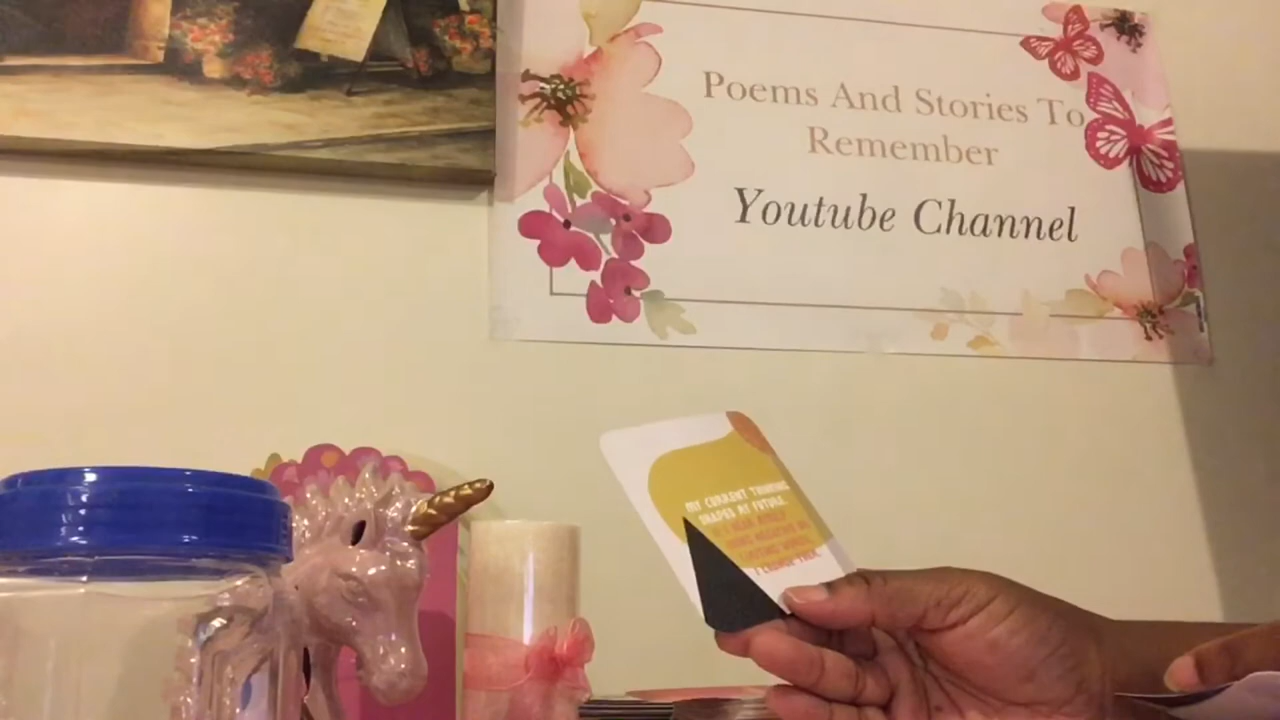 Poems And Stories To
Remember
Youtube Channel
MY CURRENT THINKING
SHAPES MY FUTURE.